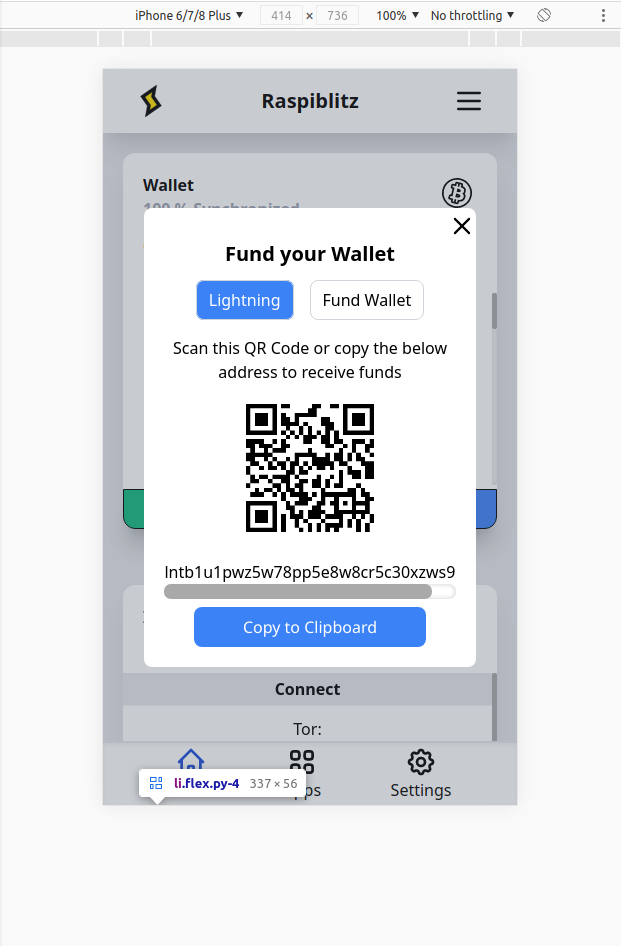 iPhone 6/7/8 Plus ▼ 414 × 736 100% ▼ No throttling ▼
Raspiblitz
Wallet
100 % Synchronized
Fund your Wallet
Lightning Fund Wallet
Scan this QR Code or copy the below
address to receive funds
lntb1u1pwz5w78pp5e8w8cr5c30xzws9
Copy to Clipboard
Connect
Tor:
li.flex.py-4 337 × 56
Settings